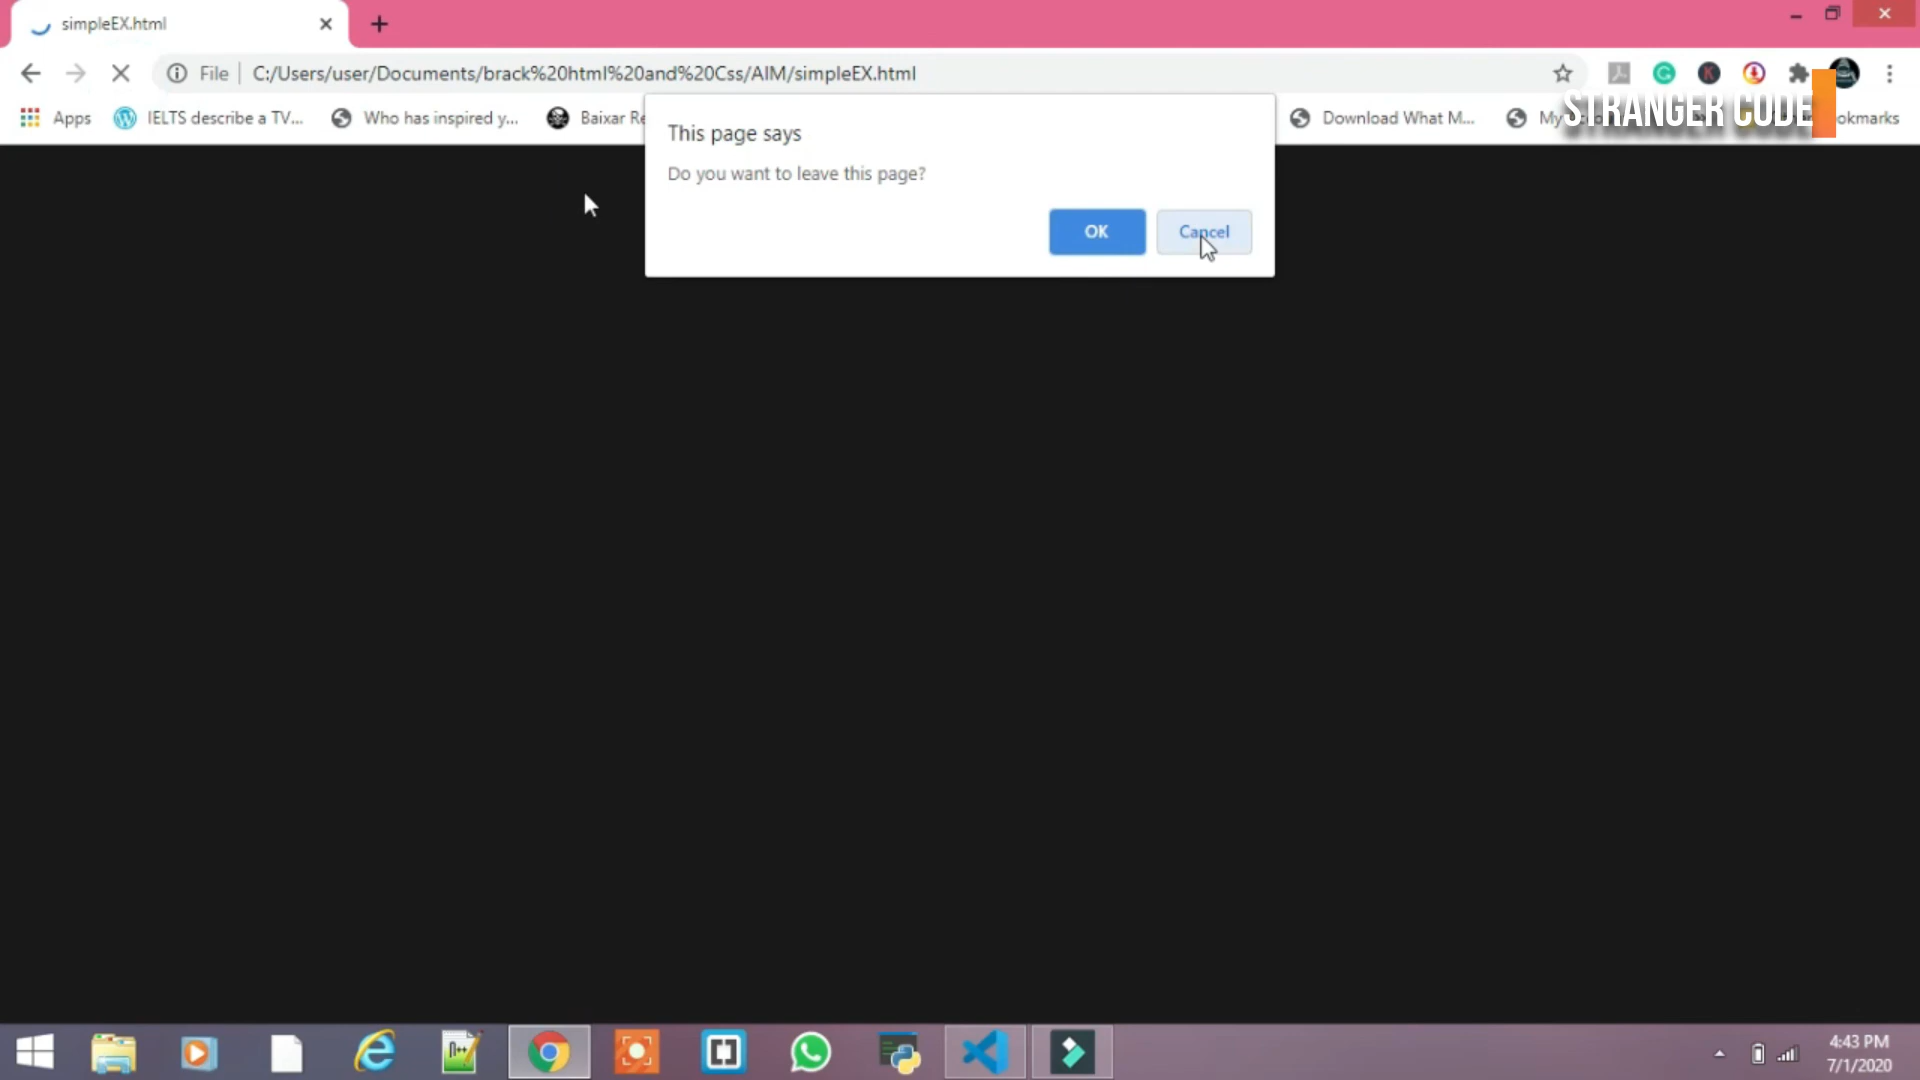 simpleEX.html
File
C:/Users/user/Documents/brack%20html%20and%20Css/AIM/simpleEX.html
Apps
IELTS describe a TV...
Who has inspired y...
Baixar Re
Download What M...
My
okmarks
STRANGER CODE
This page says
Do you want to leave this page?
OK
Cancel
4:43 PM
7/1/2020